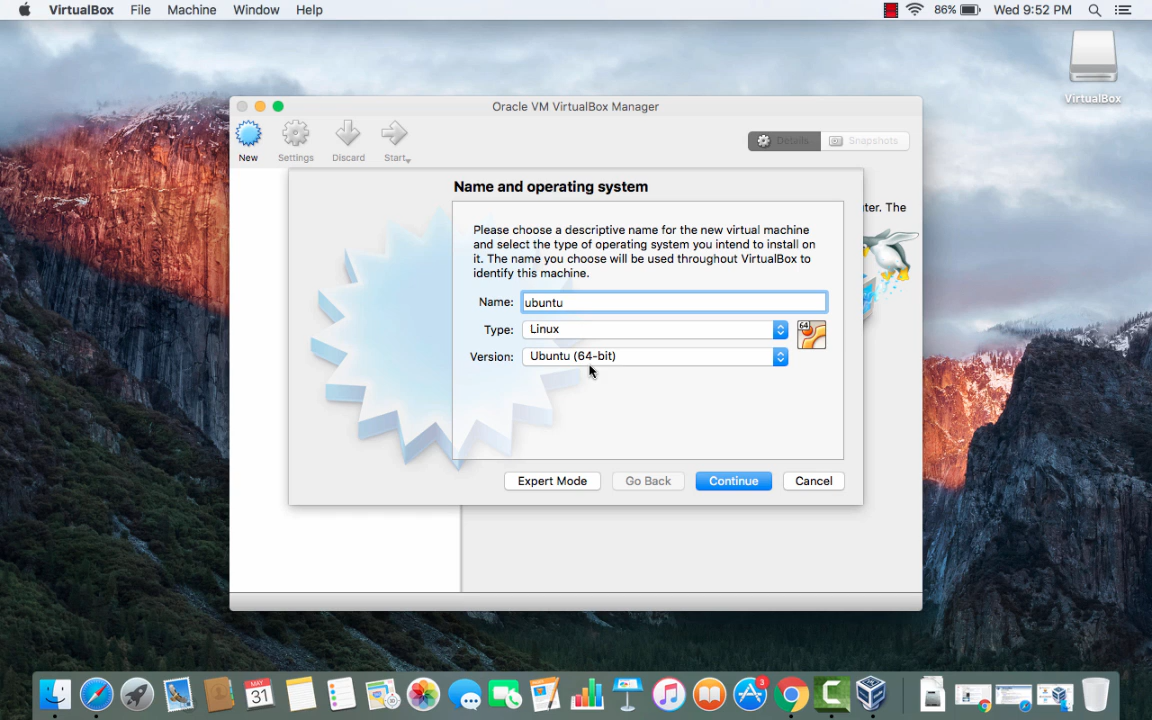 VirtualBox File Machine Window Help 86% Wed 9:52 PM
VirtualBox
Oracle VM VirtualBox Manager
New Settings Discard Start Details Snapshots
Name and operating system
ter. The
Please choose a descriptive name for the new virtual machine
and select the type of operating system you intend to install on
it. The name you choose will be used throughout VirtualBox to
identify this machine.
Name: ubuntu
Type: Linux
64
Version: Ubuntu (64-bit)
Expert Mode Go Back Continue Cancel
MAY
31
3